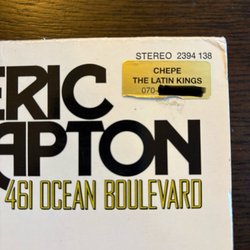 STEREO 2394 138
CHEPE
THE LATIN KINGS
070-
ERIC
APTON
461 OCEAN BOULEVARD